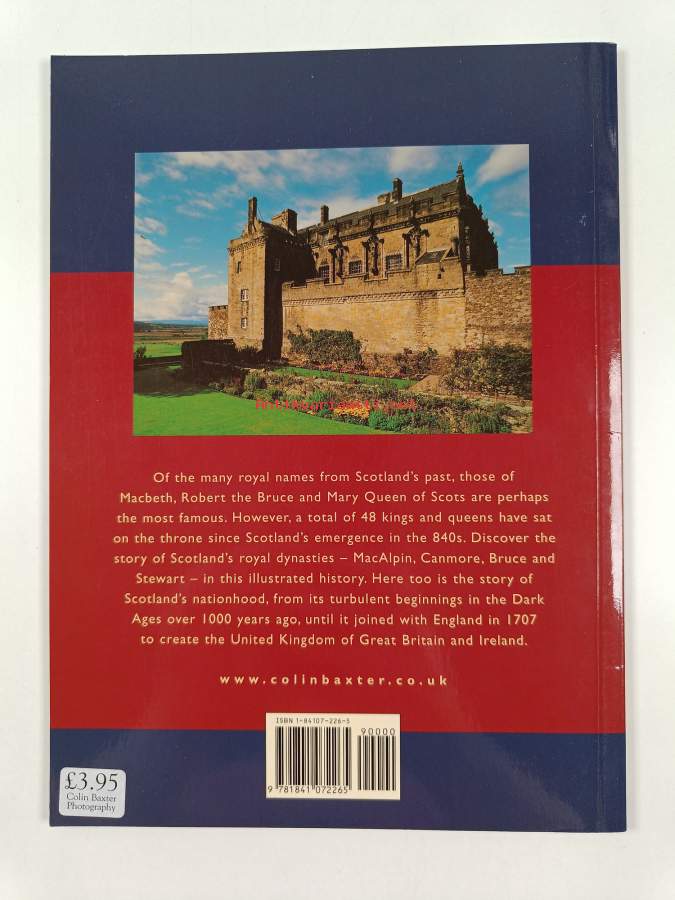 Of the many royal names from Scotland's past, those of
Macbeth, Robert the Bruce and Mary Queen of Scots are perhaps
the most famous. However, a total of 48 kings and queens have sat
on the throne since Scotland's emergence in the 840s. Discover the
story of Scotland's royal dynasties – MacAlpin, Canmore, Bruce and
Stewart – in this illustrated history. Here too is the story of
Scotland's nationhood, from its turbulent beginnings in the Dark
Ages over 1000 years ago, until it joined with England in 1707
to create the United Kingdom of Great Britain and Ireland.
www.colinbaxter.co.uk
ISBN 1-84107-226-5
90000
9 781841 072265
£3.95
Colin Baxter
Photography